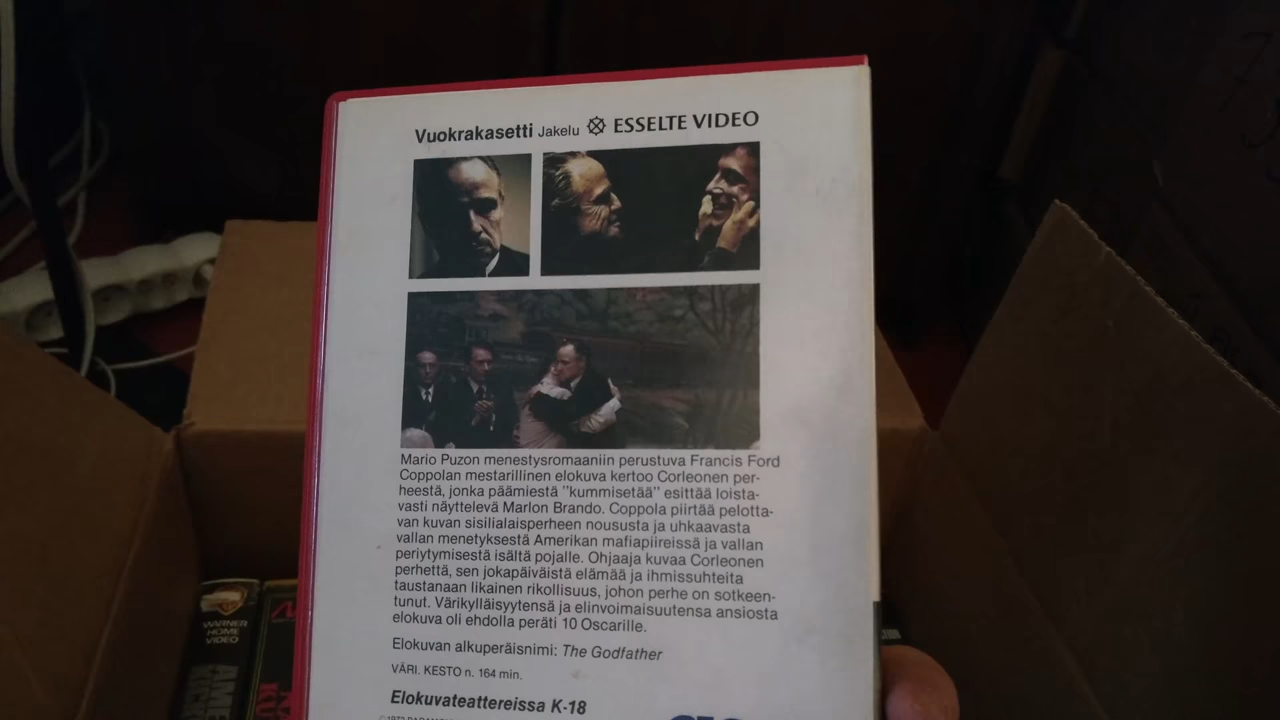 Vuokrakasetti Jakelu ESSELTE VIDEO
Mario Puzon menestysromaaniin perustuva Francis Ford
Coppolan mestarillinen elokuva kertoo Corleonen per-
heestä, jonka päämiestä "kummisetää" esittää loista-
vasti näyttelevä Marlon Brando. Coppola piirtää pelotta-
van kuvan sisilialaisperheen noususta ja uhkaavasta
vallan menetyksestä Amerikan mafiapiireissä ja vallan
periytymisestä isältä pojalle. Ohjaaja kuvaa Corleonen
perhettä, sen jokapäiväistä elämää ja ihmissuhteita
taustanaan likainen rikollisuus, johon perhe on sotkeen-
tunut. Värikylläisyytensä ja elinvoimaisuutensa ansiosta
elokuva oli ehdolla peräti 10 Oscarille.
Elokuvan alkuperäisnimi: The Godfather
VÄRI. KESTO n. 164 min.
Elokuvateattereissa K-18
WARNER
HOME
VIDEO